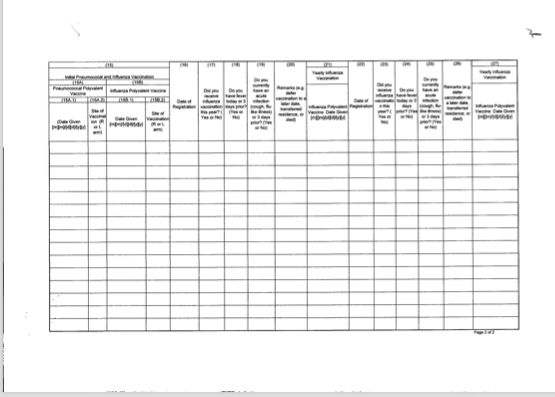 (15) (16) (17) (18) (19) (20) (21) (22) (23) (24) (25) (26) (27)
Initial Pneumococcal and Influenza Vaccination
(15A) (15B)
Pneumococcal Polyvalent Vaccine
Influenza Polyvalent Vaccine
(15A.1) (15A.2) (15B.1) (15B.2)
(Date Given
Site of Vaccination (R or L arm)
Date Given
Site of Vaccination (R or L arm)
Date of Registration
Did you receive influenza vaccination this year? ( Yes or No)
Do you have fever today or 3 days prior? (Yes or No)
Do you currently have an acute infection (cough, flu-like illness) or 3 days prior? (Yes or No)
Remarks (e.g. defer vaccination to a later date, transferred residence, or died)
Yearly Influenza Vaccination
Influenza Polyvalent Vaccine Date Given
Date of Registration
Did you receive influenza vaccination this year? ( Yes or No)
Do you have fever today or 3 days prior? (Yes or No)
Do you currently have an acute infection (cough, flu-like illness) or 3 days prior? (Yes or No)
Remarks (e.g. defer vaccination to a later date, transferred residence, or died)
Yearly Influenza Vaccination
Influenza Polyvalent Vaccine Date Given
Page 2 of 2